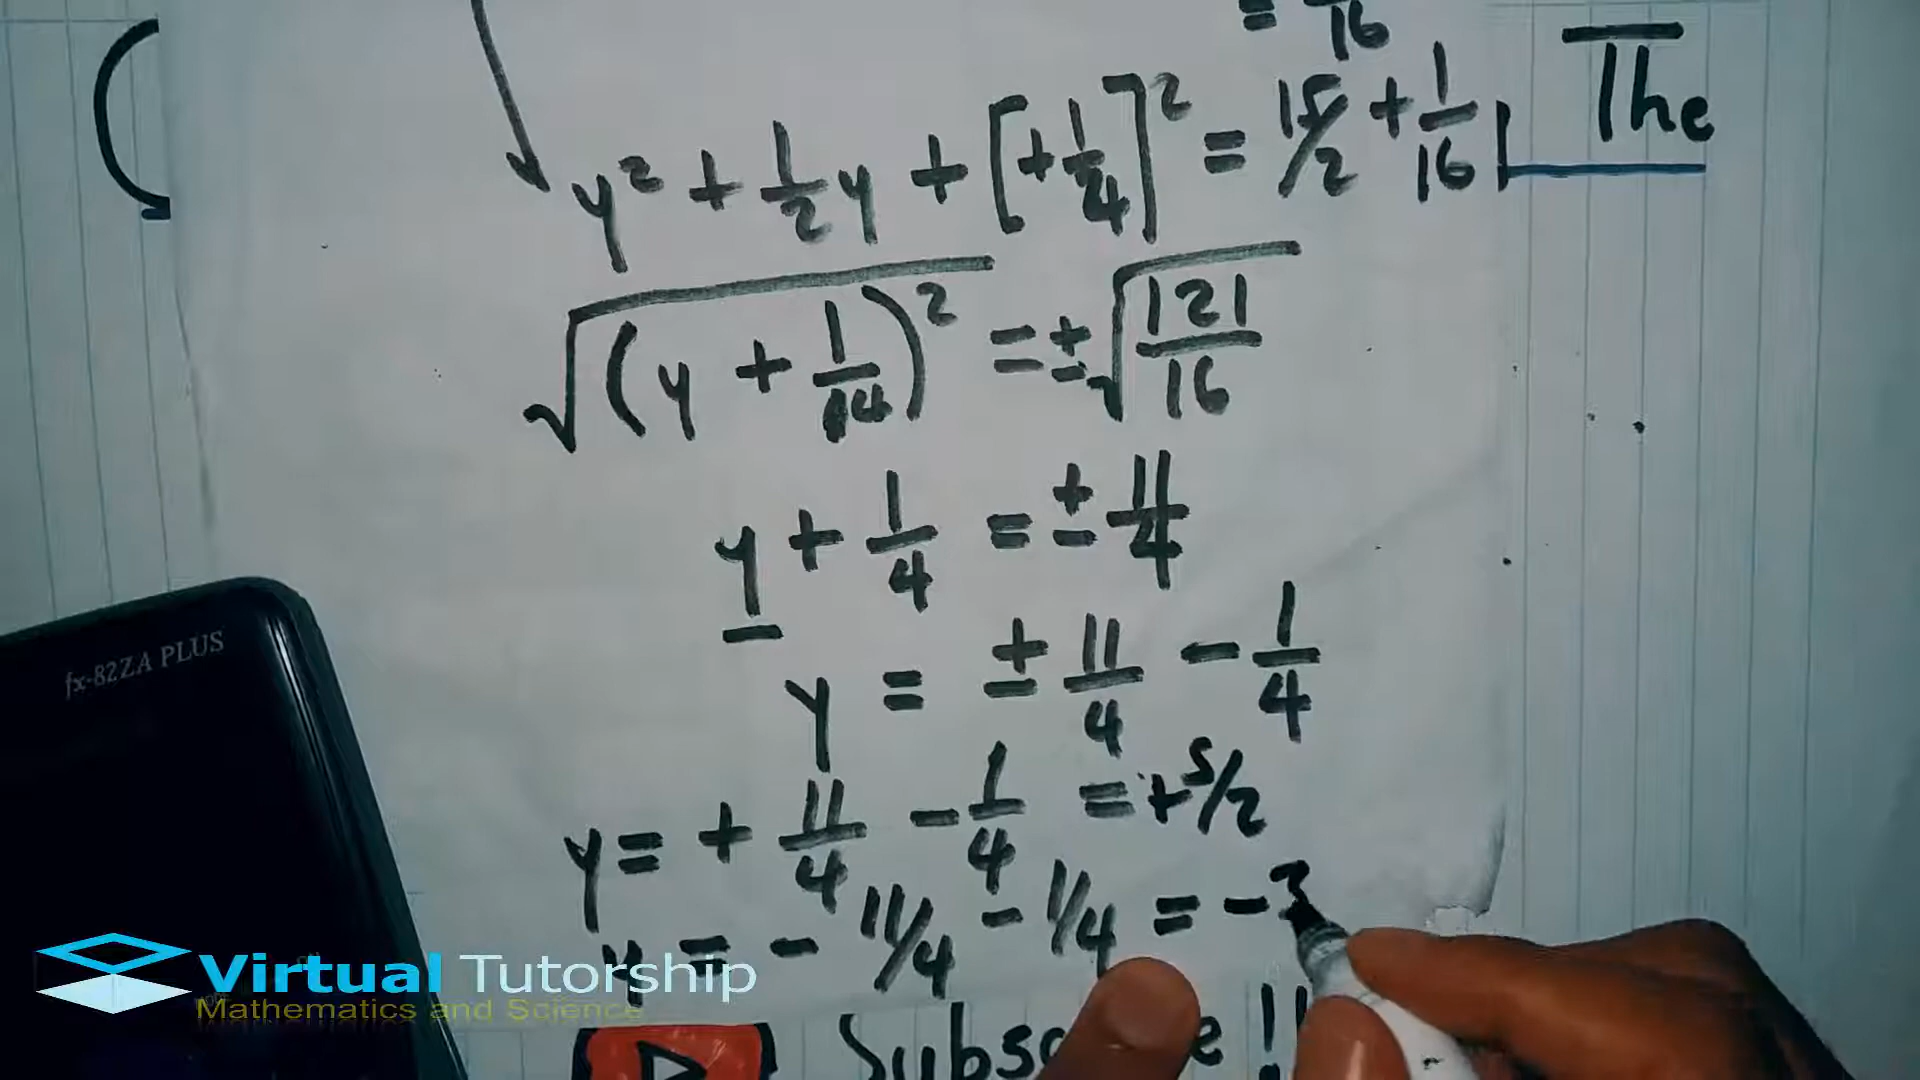 = /16
y² + 1/2 y + [+ 1/4]² = 15/2 + 1/16
The
√(y + 1/4)² = ± √121/16
y + 1/4 = ± 11/4
y = ± 11/4 - 1/4
fx-82ZA PLUS
y = + 11/4 - 1/4 = + 5/2
y = - 11/4 - 1/4 = - 3
Virtual Tutorship
Mathematics and Science
!!